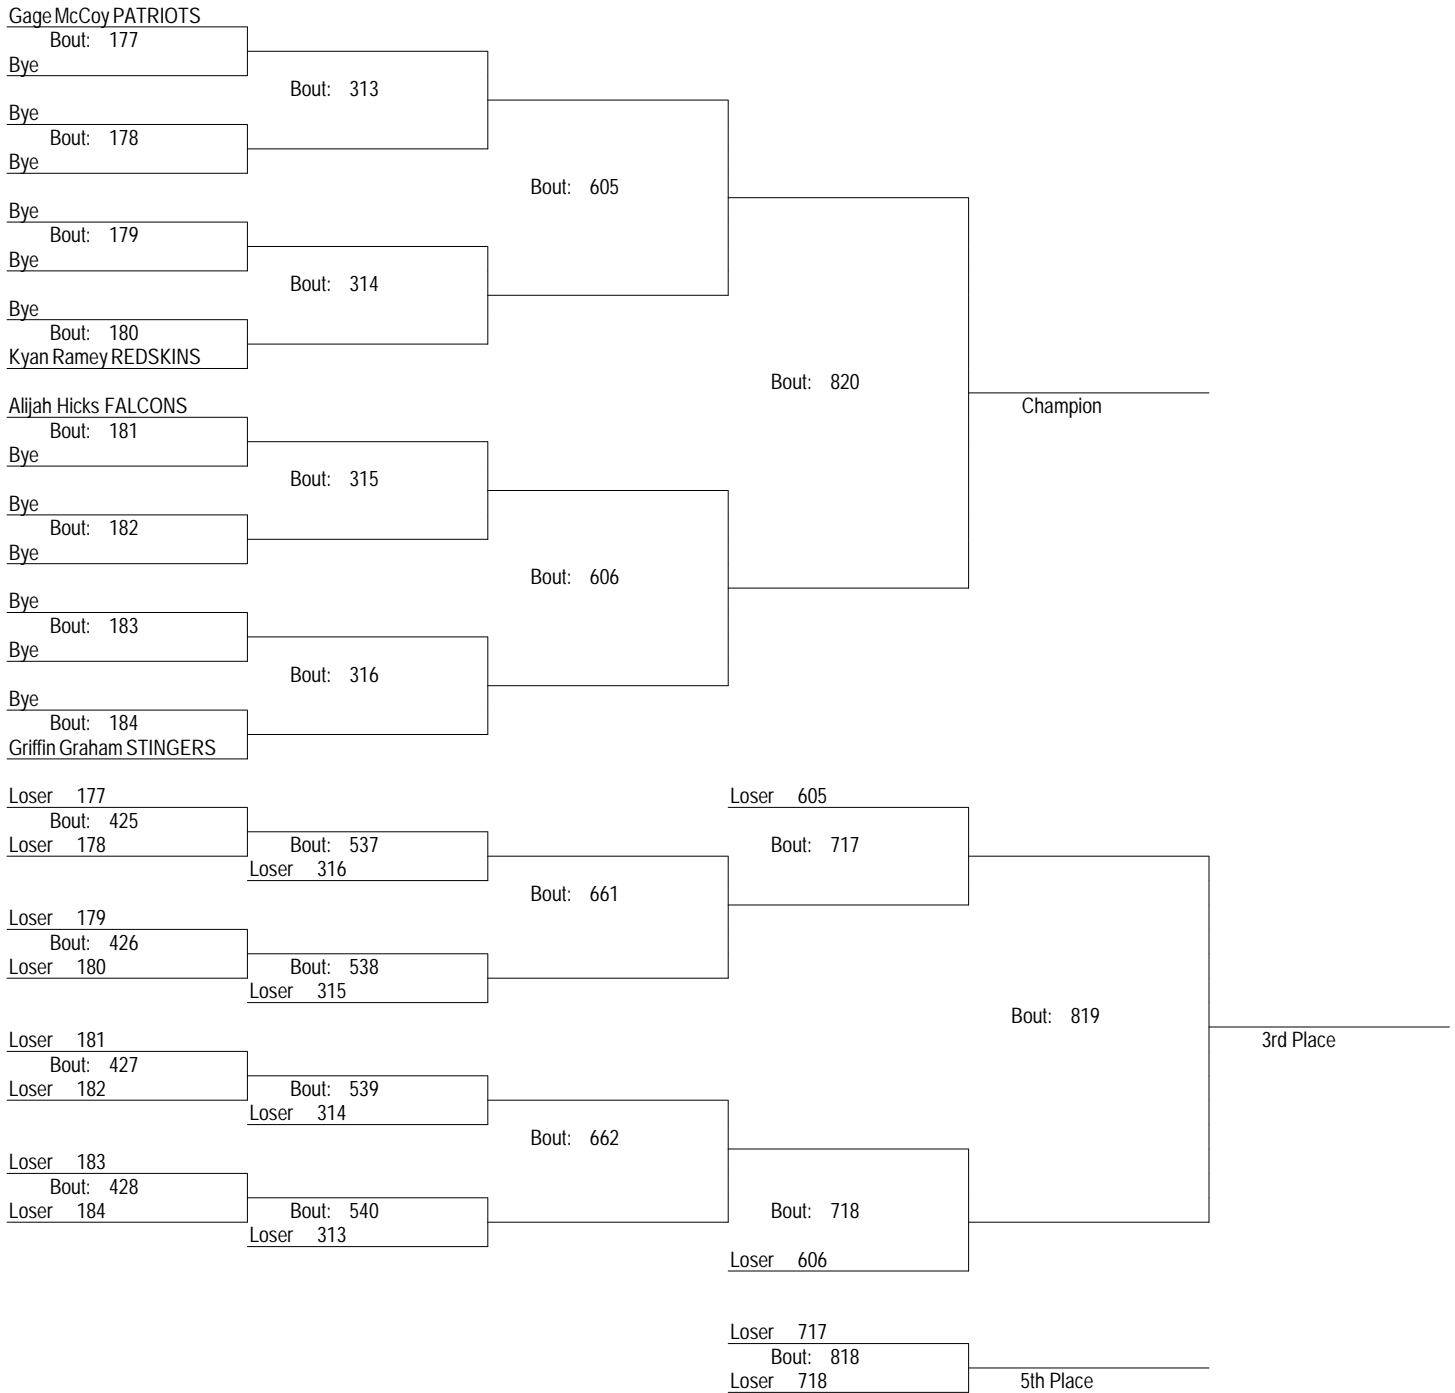 Gage McCoy PATRIOTS
Bout: 177
Bye
Bout: 313
Bye
Bout: 178
Bye
Bout: 605
Bye
Bout: 179
Bye
Bout: 314
Bye
Bout: 180
Kyan Ramey REDSKINS
Bout: 820
Champion
Alijah Hicks FALCONS
Bout: 181
Bye
Bout: 315
Bye
Bout: 182
Bye
Bout: 606
Bye
Bout: 183
Bye
Bout: 316
Bye
Bout: 184
Griffin Graham STINGERS
Loser 177
Bout: 425
Loser 178
Bout: 537
Loser 316
Bout: 661
Loser 605
Bout: 717
Loser 179
Bout: 426
Loser 180
Bout: 538
Loser 315
Bout: 819
3rd Place
Loser 181
Bout: 427
Loser 182
Bout: 539
Loser 314
Bout: 662
Loser 183
Bout: 428
Loser 184
Bout: 540
Loser 313
Bout: 718
Loser 606
Loser 717
Bout: 818
Loser 718
5th Place